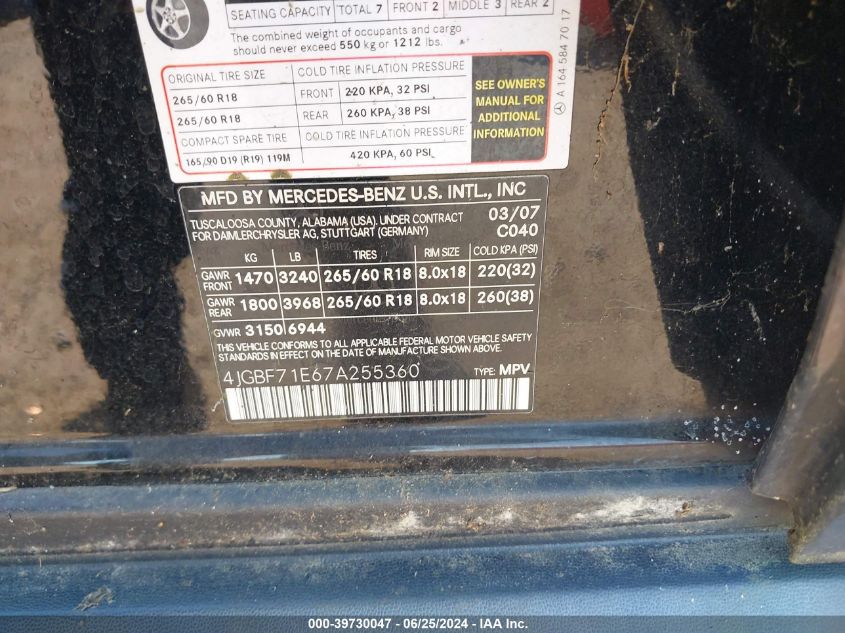 SEATING CAPACITY TOTAL 7 FRONT 2 MIDDLE 3 REAR 2
The combined weight of occupants and cargo
should never exceed 550 kg or 1212 lbs.
ORIGINAL TIRE SIZE COLD TIRE INFLATION PRESSURE
265/60 R18 FRONT 220 KPA, 32 PSI
265/60 R18 REAR 260 KPA, 38 PSI
COMPACT SPARE TIRE COLD TIRE INFLATION PRESSURE
165/90 D19 (R19) 119M 420 KPA, 60 PSI
SEE OWNER'S
MANUAL FOR
ADDITIONAL
INFORMATION
A 164 584 70 17
MFD BY MERCEDES-BENZ U.S. INTL., INC
TUSCALOOSA COUNTY, ALABAMA (USA). UNDER CONTRACT 03/07
FOR DAIMLERCHRYSLER AG, STUTTGART (GERMANY) C040
KG LB TIRES RIM SIZE COLD KPA (PSI)
GAWR FRONT 1470 3240 265/60 R18 8.0x18 220(32)
GAWR REAR 1800 3968 265/60 R18 8.0x18 260(38)
GVWR 3150 6944
THIS VEHICLE CONFORMS TO ALL APPLICABLE FEDERAL MOTOR VEHICLE SAFETY
STANDARDS IN EFFECT ON THE DATE OF MANUFACTURE SHOWN ABOVE.
4JGBF71E67A255360 TYPE: MPV
000-39730047 - 06/25/2024 - IAA Inc.